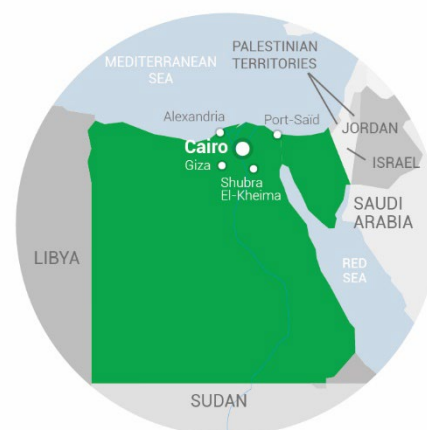 MEDITERRANEAN
SEA
PALESTINIAN
TERRITORIES
Alexandria
Port-Saïd
JORDAN
Cairo
Giza
ISRAEL
Shubra
El-Kheima
SAUDI
ARABIA
LIBYA
RED
SEA
SUDAN